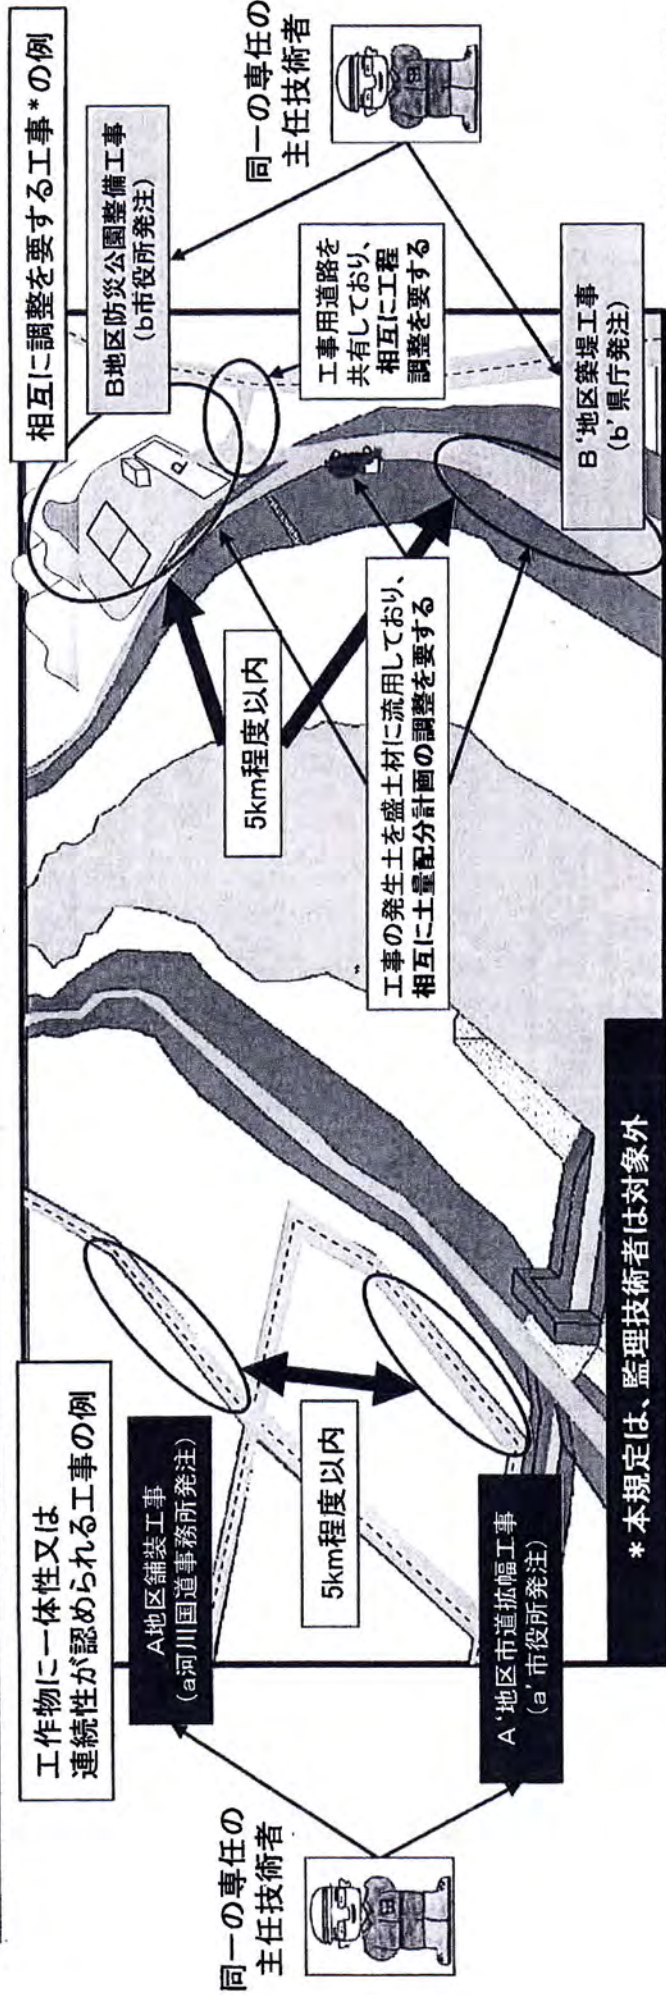 工作物に一体性又は
連続性が認められる工事の例
A地区舗装工事
(a河川国道事務所発注)
同一の専任の
主任技術者
5km程度以内
A'地区市道拡幅工事
(a'市役所発注)
相互に調整を要する工事*の例
B地区防災公園整備工事
(b市役所発注)
同一の専任の
主任技術者
5km程度以内
工事用道路を
共有しており、
相互に工程
調整を要する
工事の発生土を盛土材に流用しており、
相互に土量配分計画の調整を要する
B'地区築堤工事
(b'県庁発注)
*本規定は、監理技術者は対象外